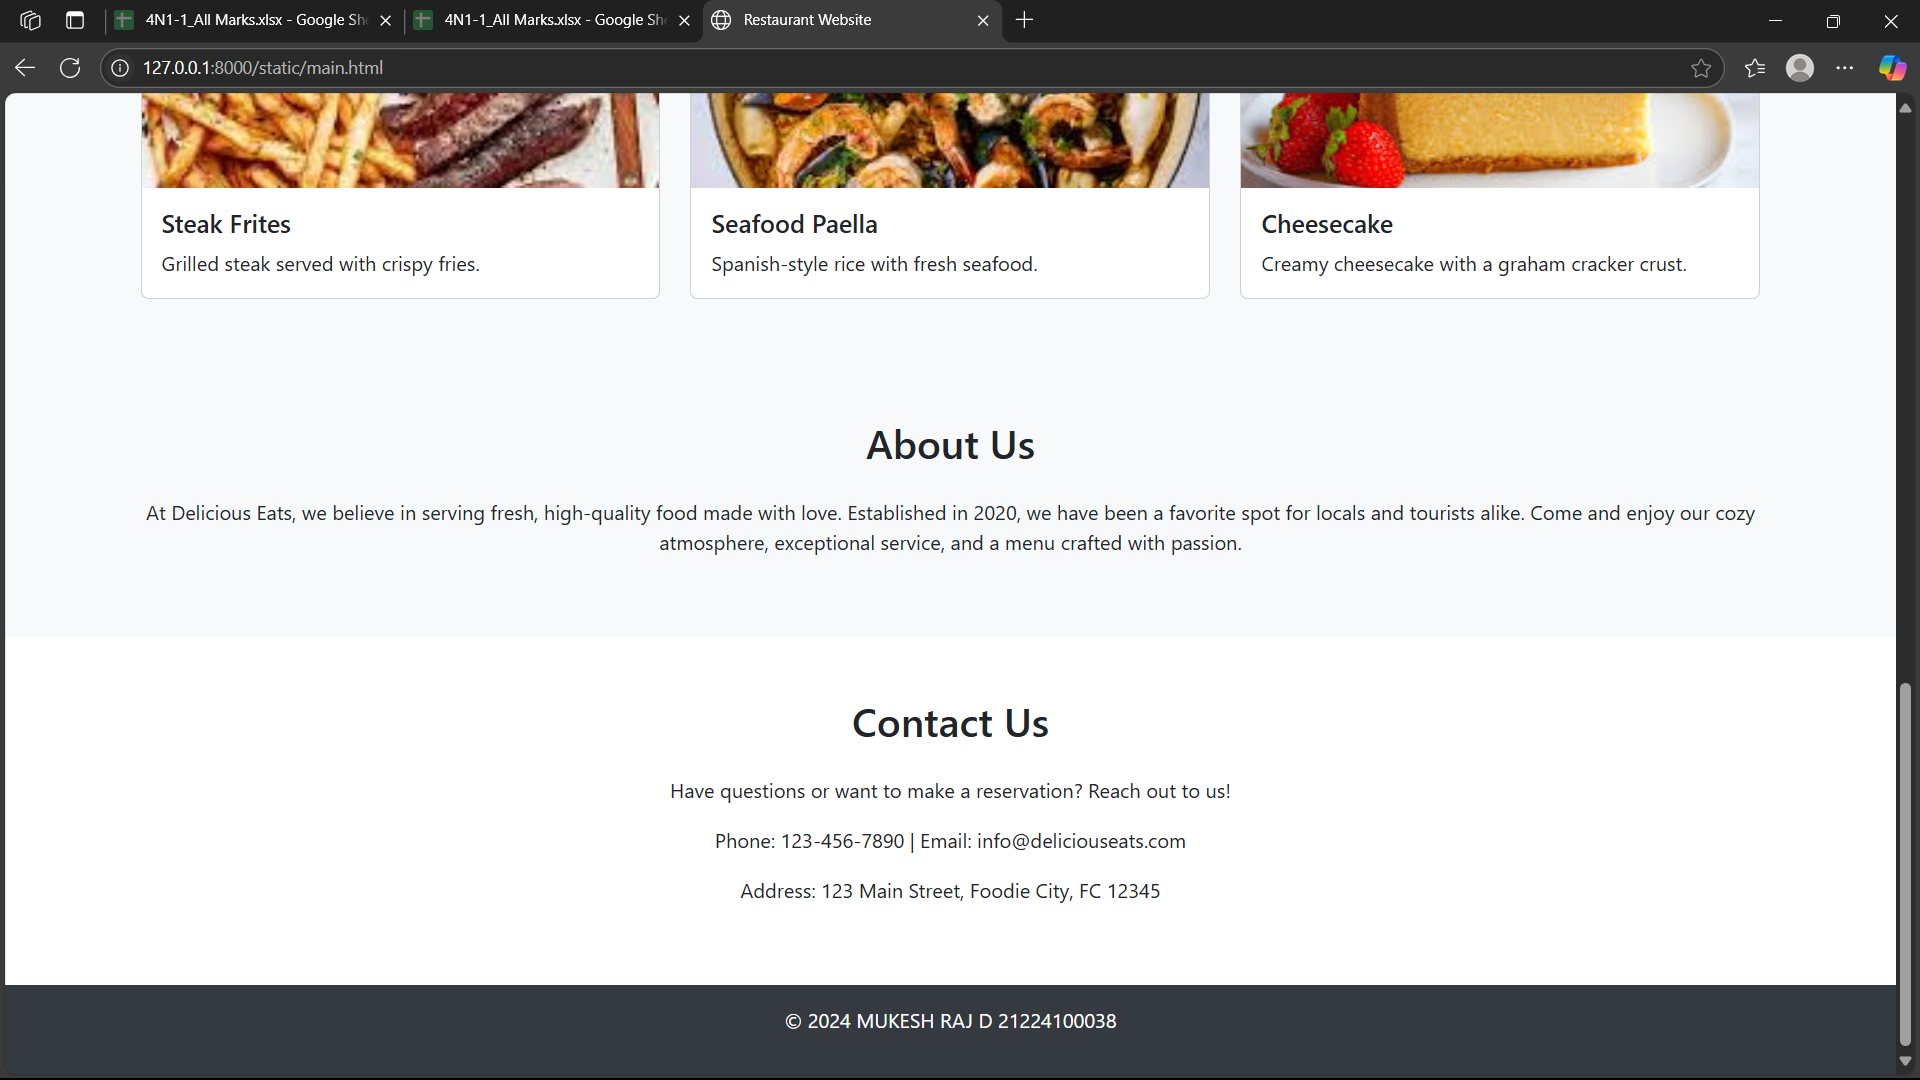 4N1-1_All Marks.xlsx - Google She
4N1-1_All Marks.xlsx - Google She
Restaurant Website
127.0.0.1:8000/static/main.html
Steak Frites
Grilled steak served with crispy fries.
Seafood Paella
Spanish-style rice with fresh seafood.
Cheesecake
Creamy cheesecake with a graham cracker crust.
About Us
At Delicious Eats, we believe in serving fresh, high-quality food made with love. Established in 2020, we have been a favorite spot for locals and tourists alike. Come and enjoy our cozy
atmosphere, exceptional service, and a menu crafted with passion.
Contact Us
Have questions or want to make a reservation? Reach out to us!
Phone: 123-456-7890 | Email: info@deliciouseats.com
Address: 123 Main Street, Foodie City, FC 12345
© 2024 MUKESH RAJ D 21224100038